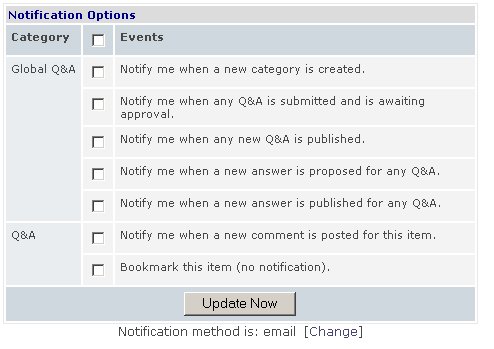 Notification Options
Category Events
Global Q&A Notify me when a new category is created.
Notify me when any Q&A is submitted and is awaiting
approval.
Notify me when any new Q&A is published.
Notify me when a new answer is proposed for any Q&A.
Notify me when a new answer is published for any Q&A.
Q&A Notify me when a new comment is posted for this item.
Bookmark this item (no notification).
Update Now
Notification method is: email [Change]